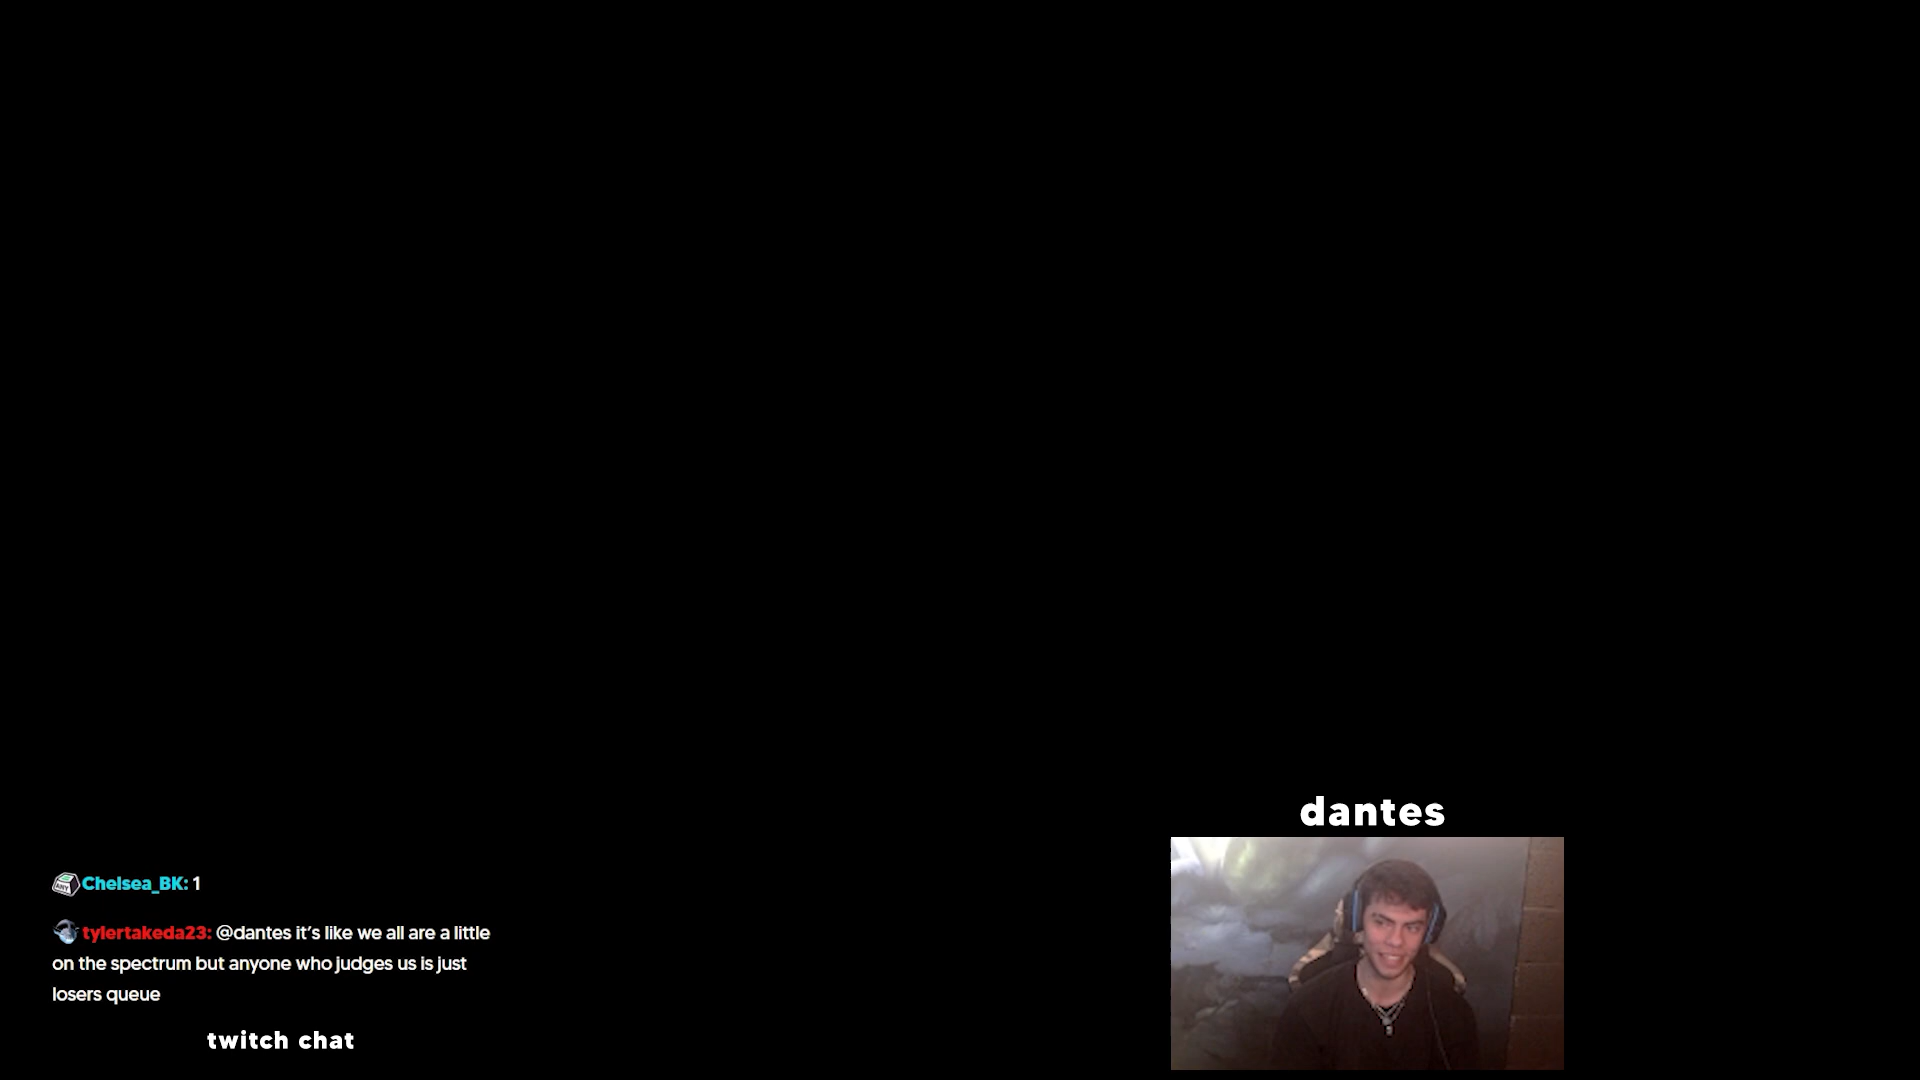 dantes
Chelsea_BK: 1
tylertakeda23: @dantes it's like we all are a little
on the spectrum but anyone who judges us is just
losers queue
twitch chat